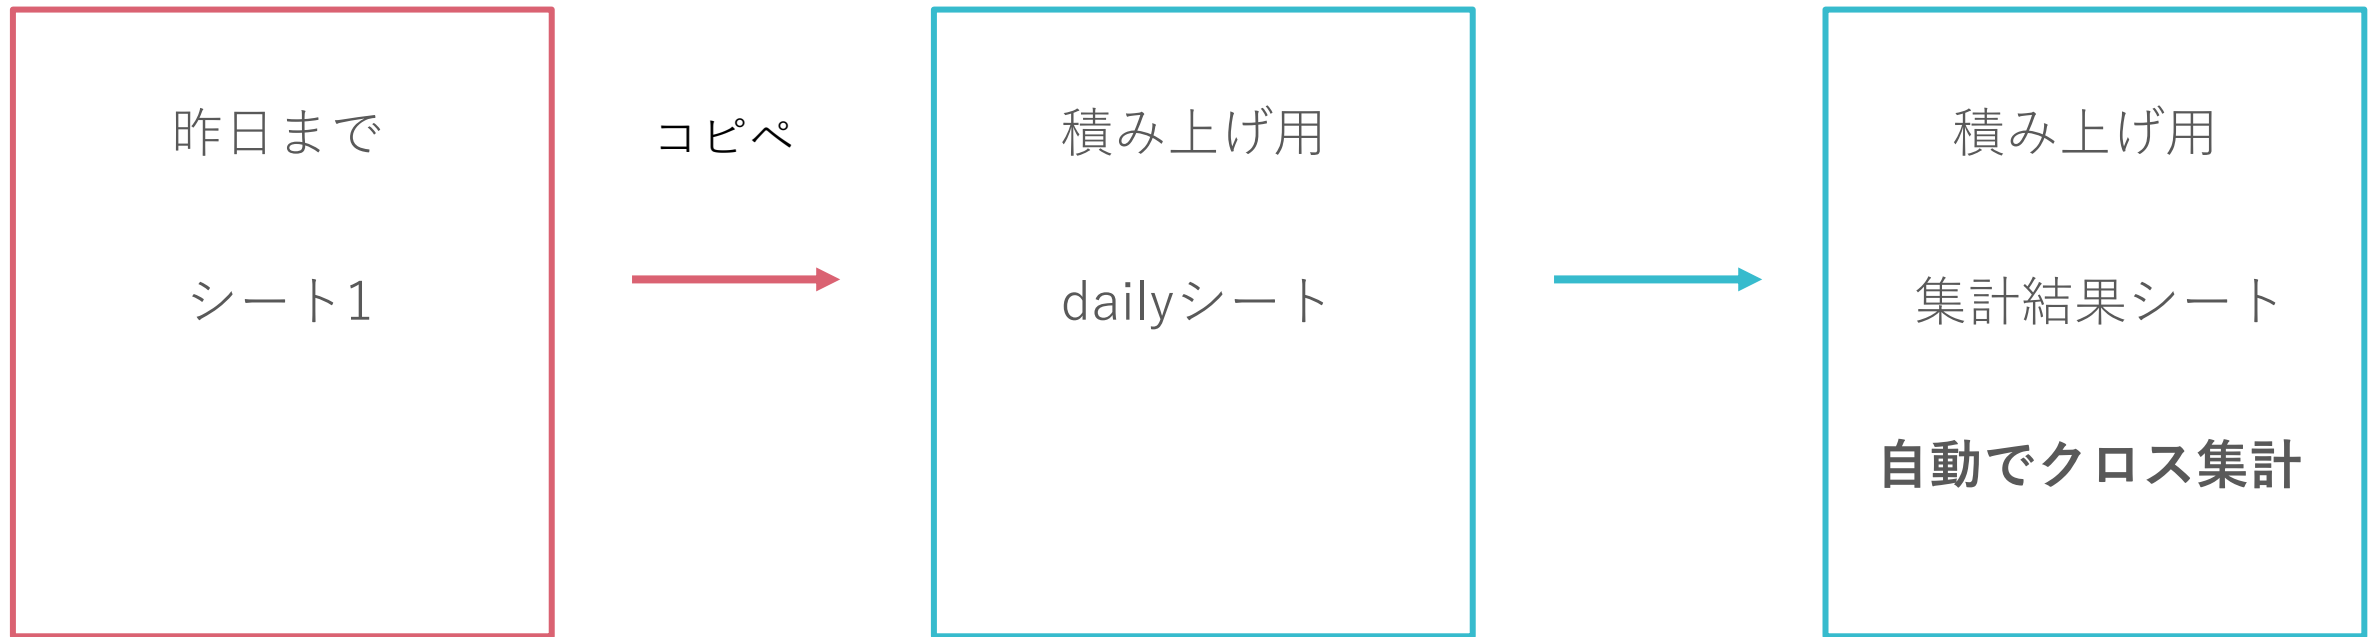 昨日まで
シート1
コピペ
積み上げ用
dailyシート
積み上げ用
集計結果シート
自動でクロス集計